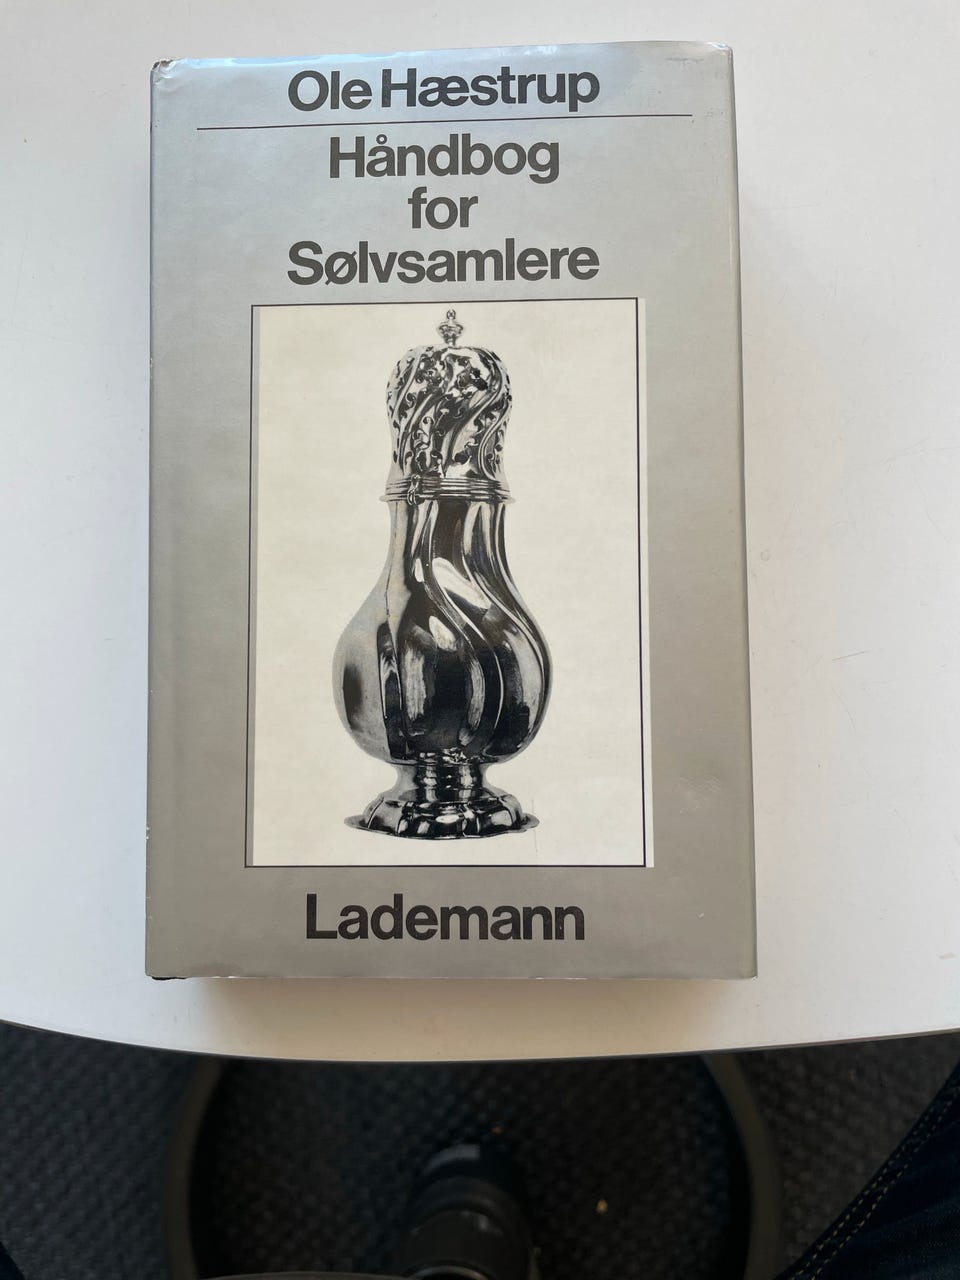 Ole Hæstrup
Håndbog
for
Sølvsamlere
Lademann